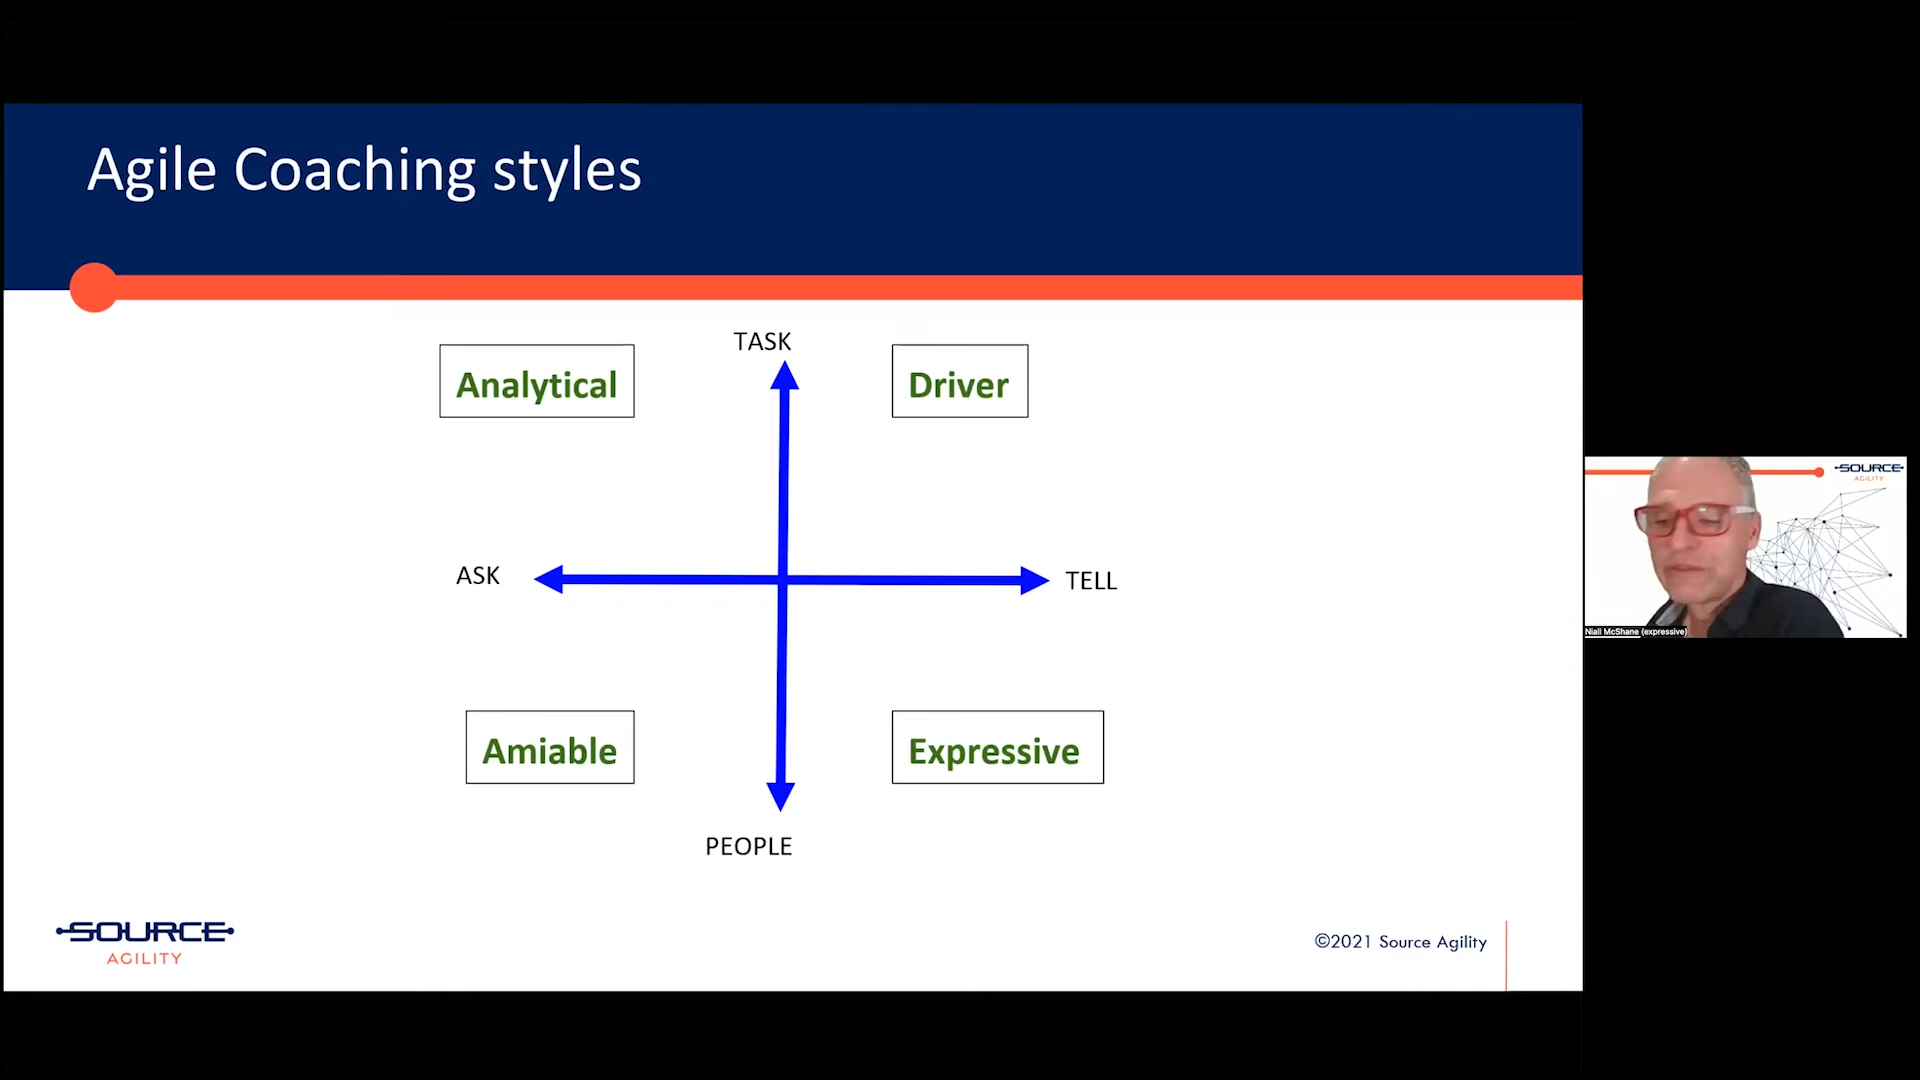 Agile Coaching styles
TASK
Analytical
Driver
ASK
TELL
Amiable
Expressive
PEOPLE
SOURCE
AGILITY
©2021 Source Agility
SOURCE
AGILITY
Niall McShane (expressive)